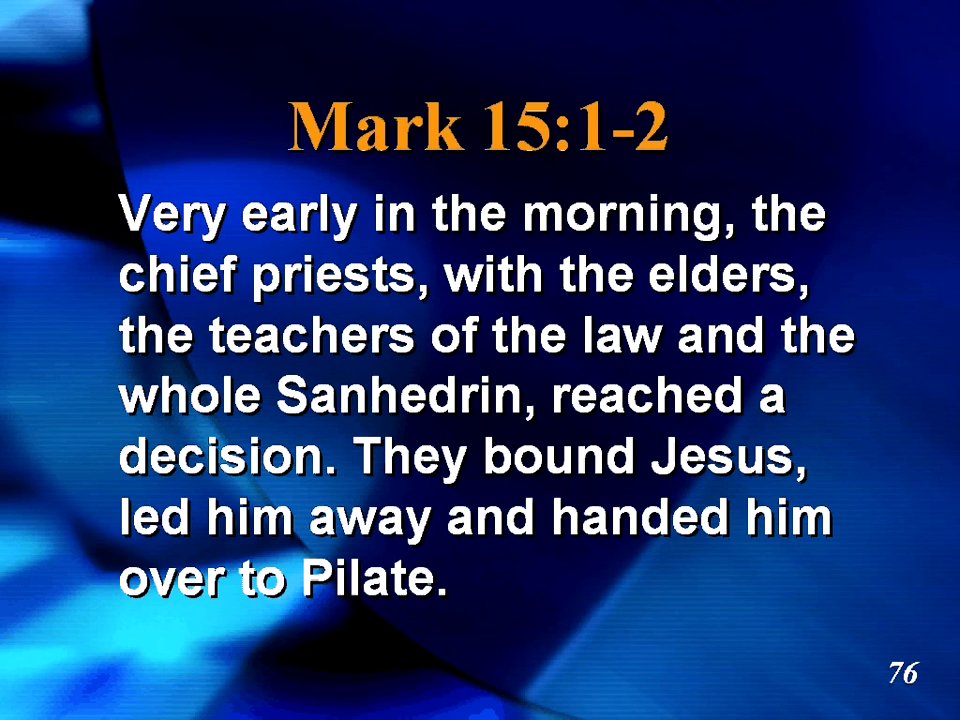 Mark 15:1-2
Very early in the morning, the
chief priests, with the elders,
the teachers of the law and the
whole Sanhedrin, reached a
decision. They bound Jesus,
led him away and handed him
over to Pilate.
76